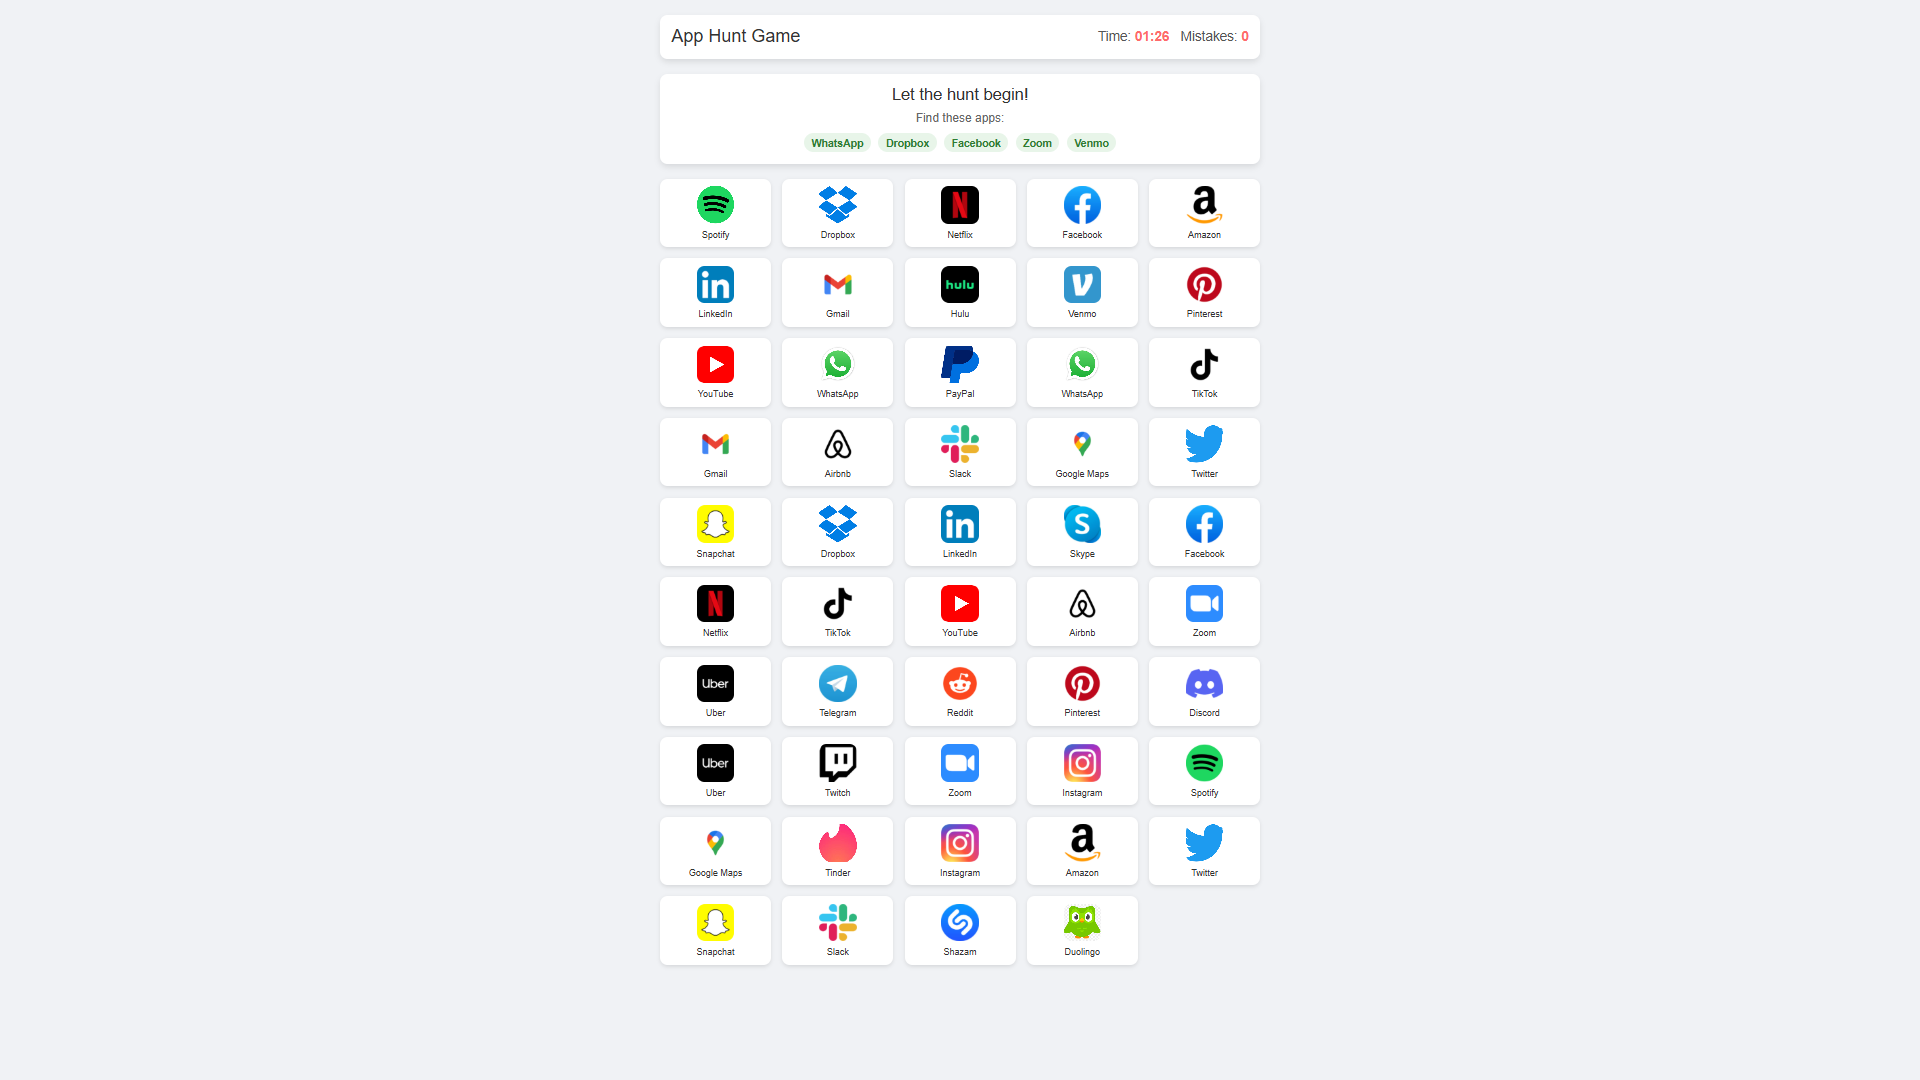 App Hunt Game
Time: 01:26 Mistakes: 0
Let the hunt begin!
Find these apps:
WhatsApp Dropbox Facebook Zoom Venmo
Spotify Dropbox Netflix Facebook Amazon
hulu
LinkedIn Gmail Hulu Venmo Pinterest
YouTube WhatsApp PayPal WhatsApp TikTok
Gmail Airbnb Slack Google Maps Twitter
Snapchat Dropbox LinkedIn Skype Facebook
Netflix TikTok YouTube Airbnb Zoom
Uber
Uber Telegram Reddit Pinterest Discord
Uber
Uber Twitch Zoom Instagram Spotify
Google Maps Tinder Instagram Amazon Twitter
Snapchat Slack Shazam Duolingo